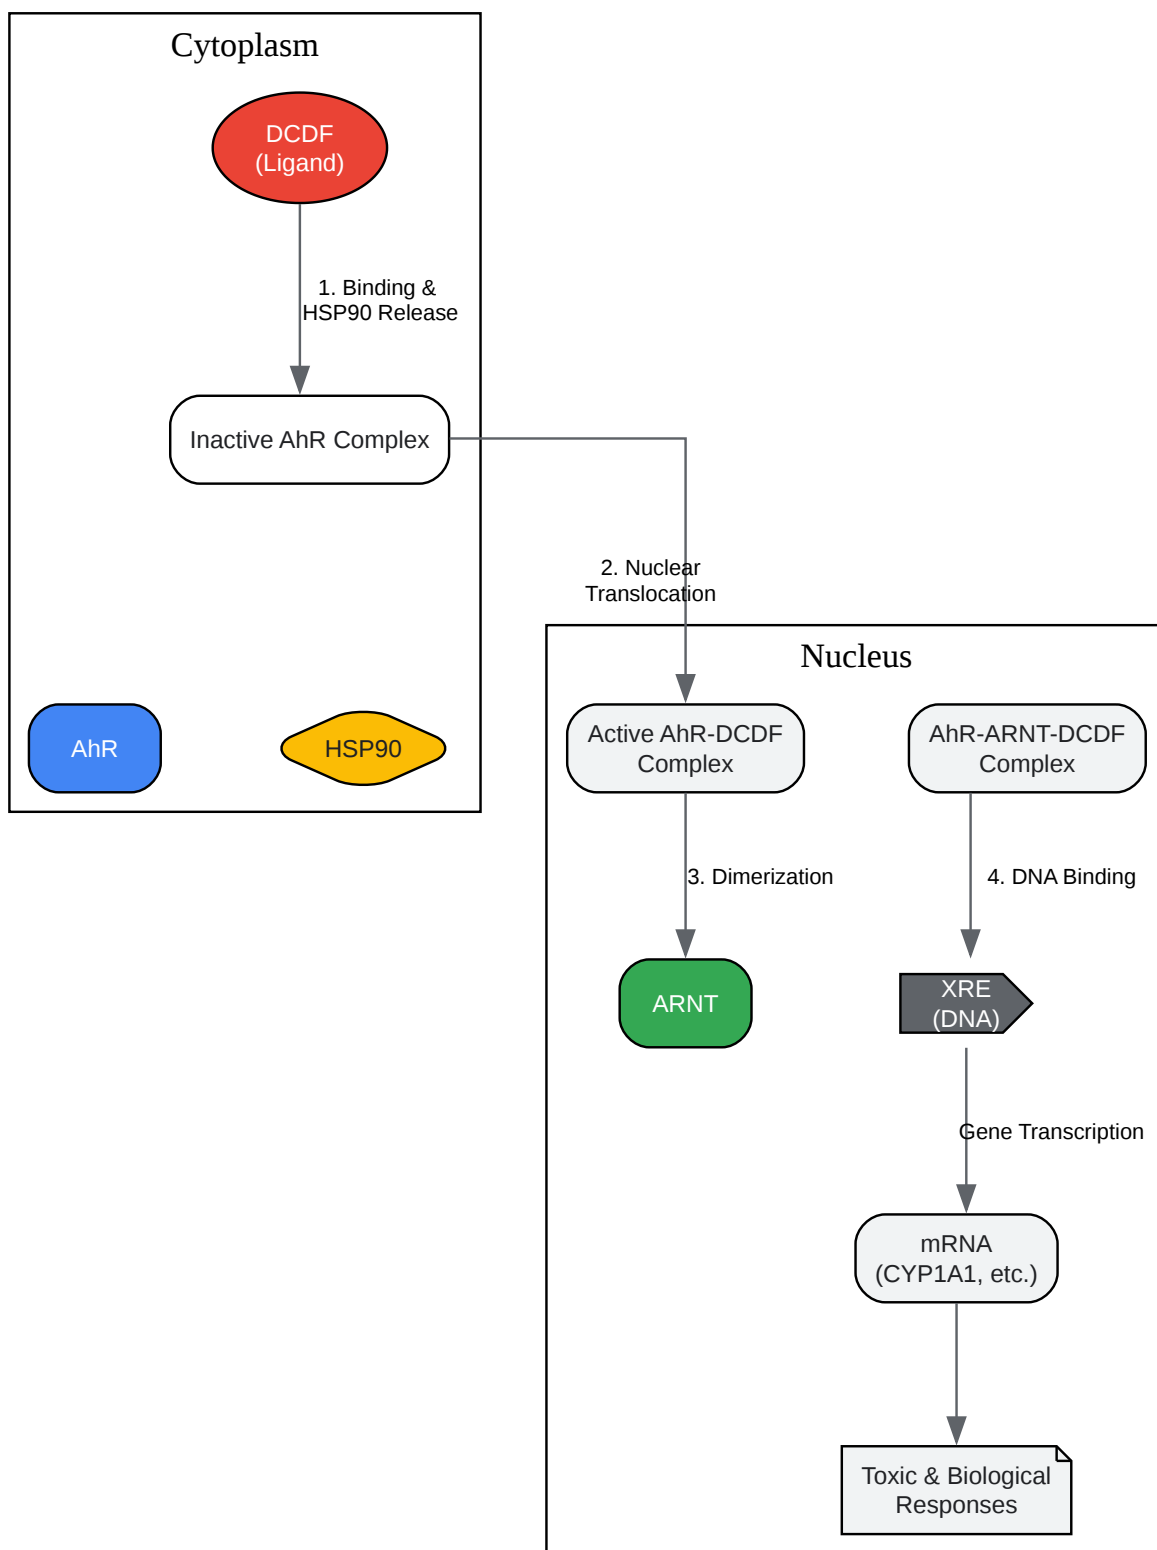 Cytoplasm
DCDF
(Ligand)
1. Binding &
HSP90 Release
Inactive AhR Complex
2. Nuclear
Translocation
AhR
HSP90
Nucleus
Active AhR-DCDF
Complex
AhR-ARNT-DCDF
Complex
3. Dimerization
4. DNA Binding
ARNT
XRE
(DNA)
Gene Transcription
mRNA
(CYP1A1, etc.)
Toxic & Biological
Responses